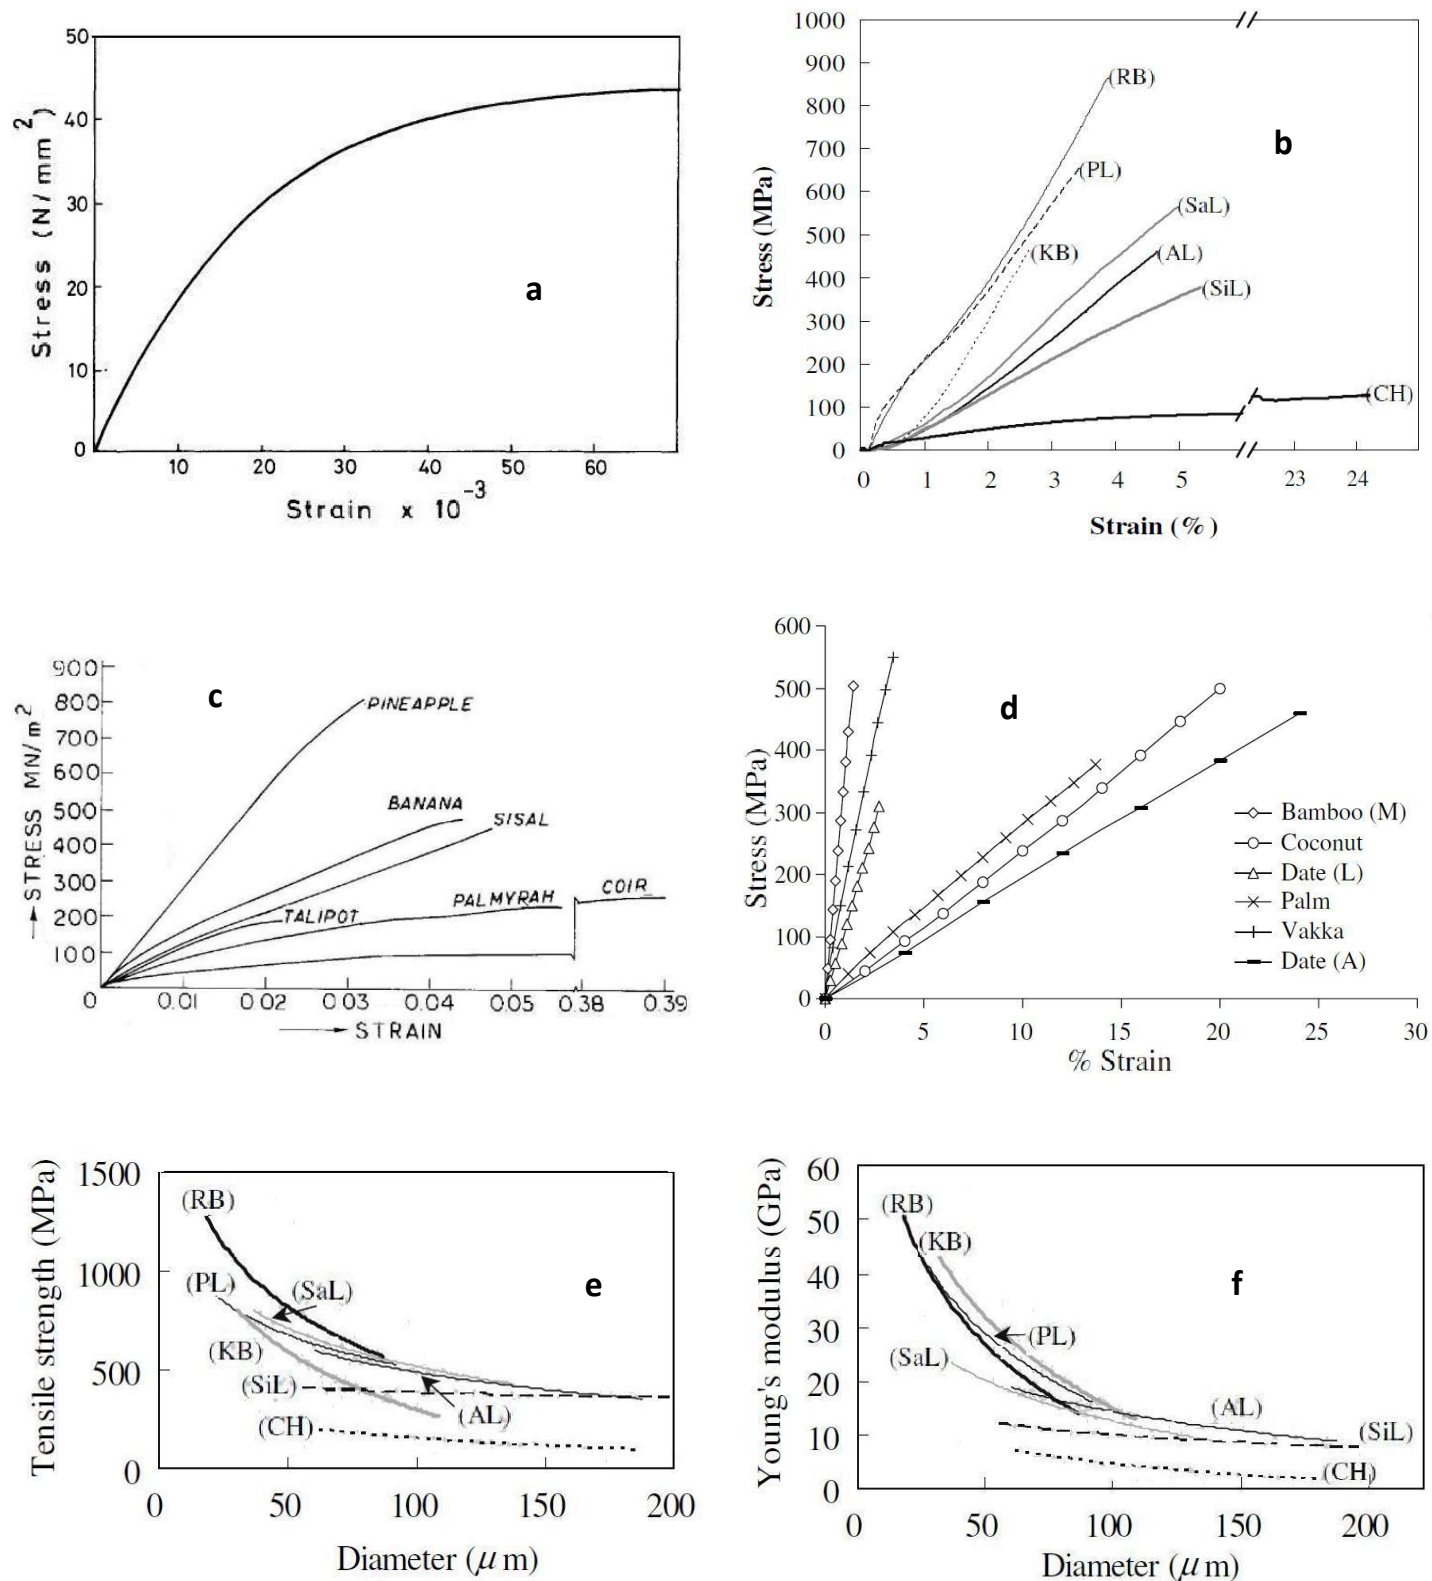 50
40
30
20
10
0
10 20 30 40 50 60
Stress (N/mm²)
Strain x 10⁻³
a
1000
900
800
700
600
500
400
300
200
100
0
0 1 2 3 4 5 23 24
Stress (MPa)
Strain (%)
(RB)
(PL)
(SaL)
(KB)
(AL)
(SiL)
(CH)
b
900
800
700
600
500
400
300
200
100
0 0.01 0.02 0.03 0.04 0.05 0.38 0.39
STRESS MN/m²
STRAIN
c
PINEAPPLE
BANANA
SISAL
PALMYRAH
COIR
TALIPOT
600
500
400
300
200
100
0
0 5 10 15 20 25 30
Stress (MPa)
% Strain
d
Bamboo (M)
Coconut
Date (L)
Palm
Vakka
Date (A)
1500
1000
500
0
0 50 100 150 200
Tensile strength (MPa)
Diameter (μ m)
(RB)
(PL)
(SaL)
(KB)
(SiL)
(AL)
(CH)
e
60
50
40
30
20
10
0
0 50 100 150 200
Young's modulus (GPa)
Diameter (μ m)
(RB)
(KB)
(PL)
(SaL)
(AL)
(SiL)
(CH)
f